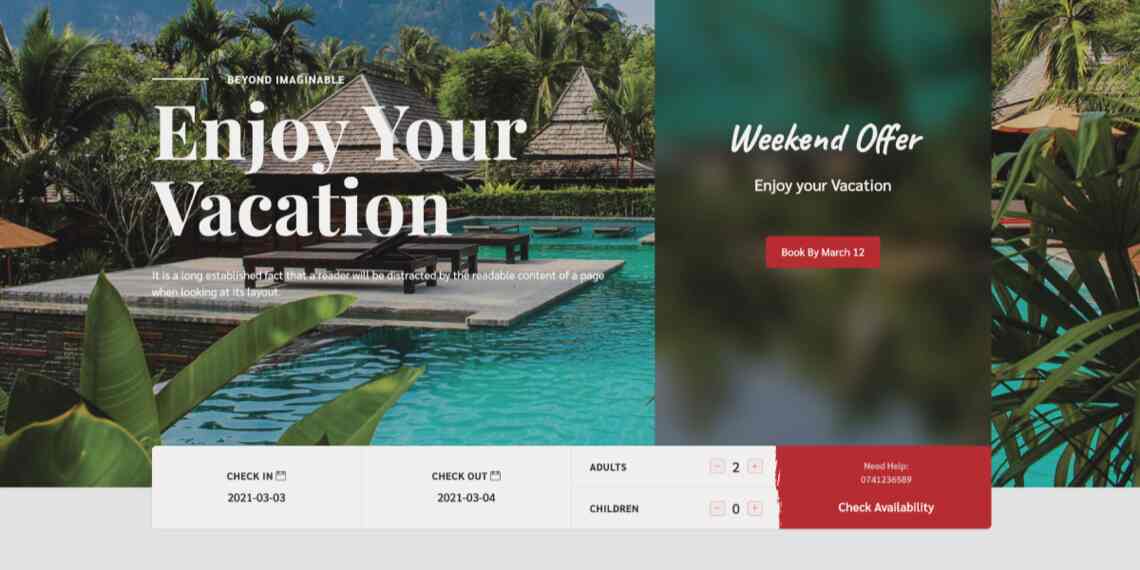 BEYOND IMAGINABLE
Enjoy Your
Vacation
It is a long established fact that a reader will be distracted by the readable content of a page
when looking at its layout.
Weekend Offer
Enjoy your Vacation
Book By March 12
CHECK IN
2021-03-03
CHECK OUT
2021-03-04
ADULTS
- 2 +
CHILDREN
- 0 +
Need Help:
0741236589
Check Availability